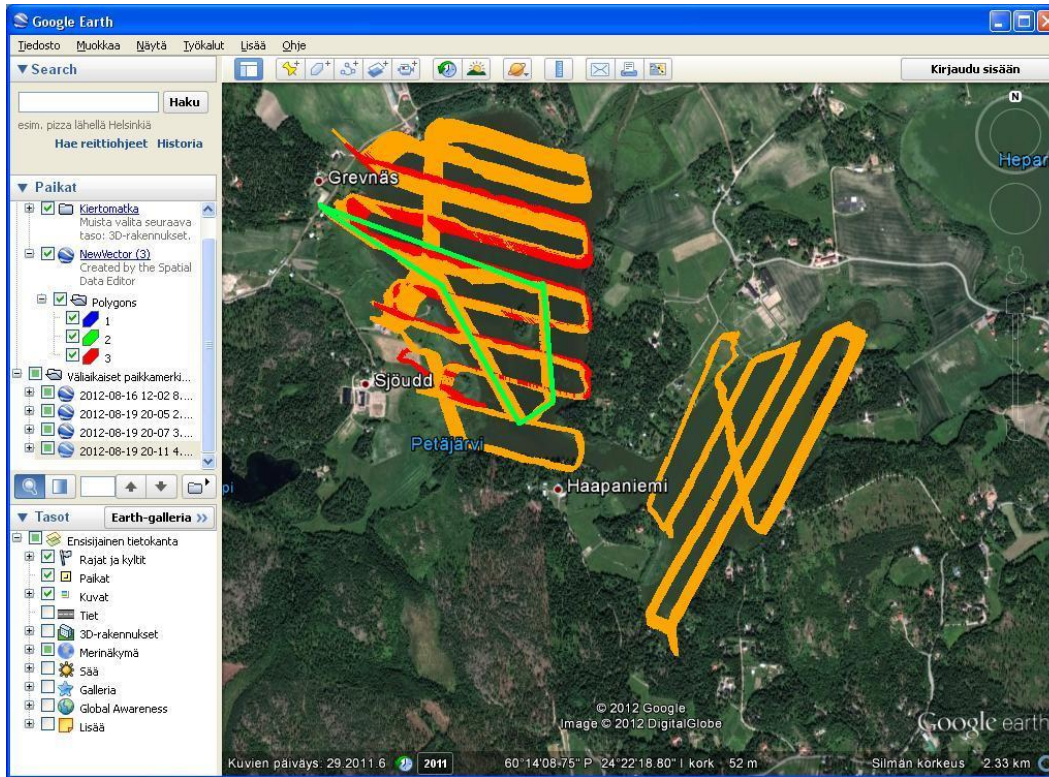 Google Earth
Tiedosto Muokkaa Näytä Työkalut Lisää Ohje
Search
Kirjaudu sisään
Haku
esim. pizza lähellä Helsinkiä
Hae reittiohjeet Historia
Paikat
Kiertomatka
Muista valita seuraava
taso: 3D-rakennukset.
NewVector (3)
Created by the Spatial
Data Editor
Polygons
1
2
3
Väliaikaiset paikkamerki...
2012-08-16 12-02 8....
2012-08-19 20-05 2....
2012-08-19 20-07 3....
2012-08-19 20-11 4....
Tasot Earth-galleria >>
Ensisijainen tietokanta
Rajat ja kyltit
Paikat
Kuvat
Tiet
3D-rakennukset
Merinäkymä
Sää
Galleria
Global Awareness
Lisää
N
Hepar
Grevnäs
Sjöudd
Petäjärvi
Haapaniemi
pi
© 2012 Google
Image © 2012 DigitalGlobe
Google earth
Kuvien päiväys: 29.2011.6 2011 60°14'08.75" P 24°22'18.80" I kork 52 m Silmän korkeus 2.33 km